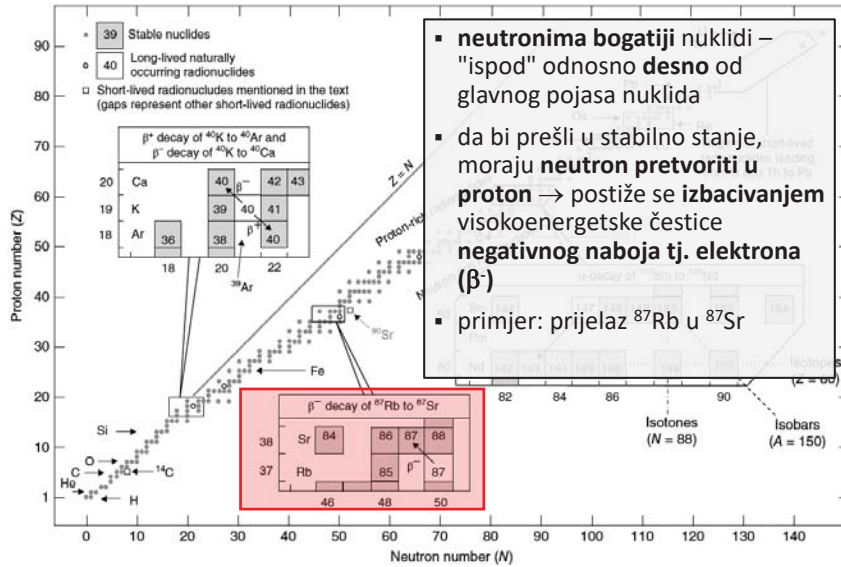 Proton number (Z)
90
80
70
60
50
40
30
20
10
1
39 Stable nuclides
40 Long-lived naturally
occurring radionuclides
Short-lived radionucludes mentioned in the text
(gaps represent other short-lived radionuclides)
β⁺ decay of ⁴⁰K to ⁴⁰Ar and
β⁻ decay of ⁴⁰K to ⁴⁰Ca
20 Ca 40 β⁻ 42 43
19 K 39 40 41
18 Ar 36 38 β⁺ 40
18 20 22
³⁹Ar
Z = N
▪ neutronima bogatiji nuklidi –
"ispod" odnosno desno od
glavnog pojasa nuklida
▪ da bi prešli u stabilno stanje,
moraju neutron pretvoriti u
proton → postiže se izbacivanjem
visokoenergetske čestice
negativnog naboja tj. elektrona
(β⁻)
▪ primjer: prijelaz ⁸⁷Rb u ⁸⁷Sr
Proton-rich
⁹⁰Sr
Fe
Si
O
C
¹⁴C
He
H
β⁻ decay of ⁸⁷Rb to ⁸⁷Sr
38 Sr 84 86 87 88
37 Rb 85 β⁻ 87
46 48 50
82 84 86 90
Isotopes
Isotones
(N = 88)
Isobars
(A = 150)
0 10 20 30 40 50 60 70 80 90 100 110 120 130 140
Neutron number (N)